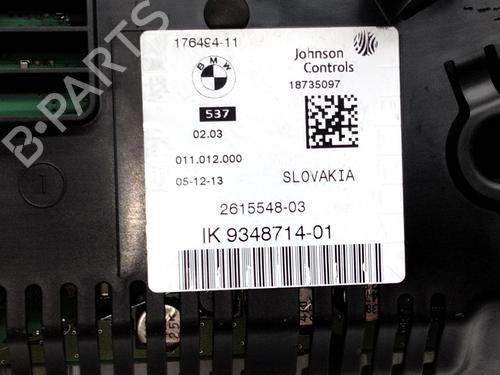 176494-11
BMW
537
02.03
011.012.000
05-12-13
Johnson
Controls
18735097
SLOVAKIA
2615548-03
IK 9348714-01
B-PARTS